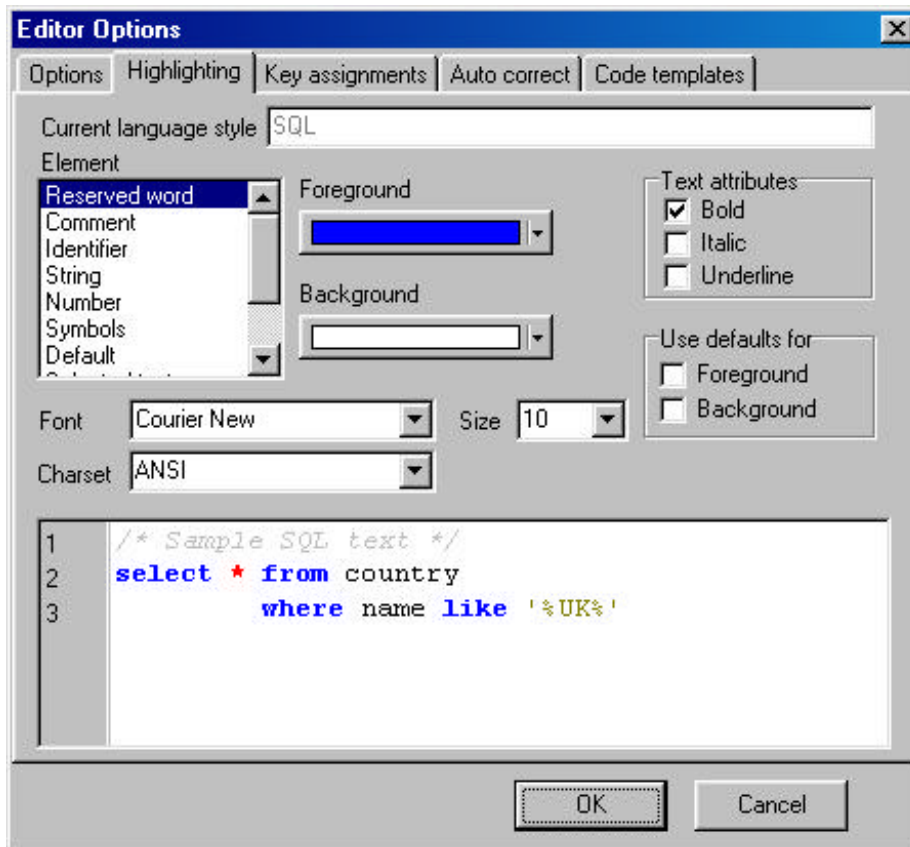 Editor Options
Options Highlighting Key assignments Auto correct Code templates
Current language style SQL
Element
Reserved word
Comment
Identifier
String
Number
Symbols
Default
Foreground
Background
Text attributes
Bold
Italic
Underline
Use defaults for
Foreground
Background
Font Courier New Size 10
Charset ANSI
1 /* Sample SQL text */
2 select * from country
3 where name like '%UK%'
OK Cancel